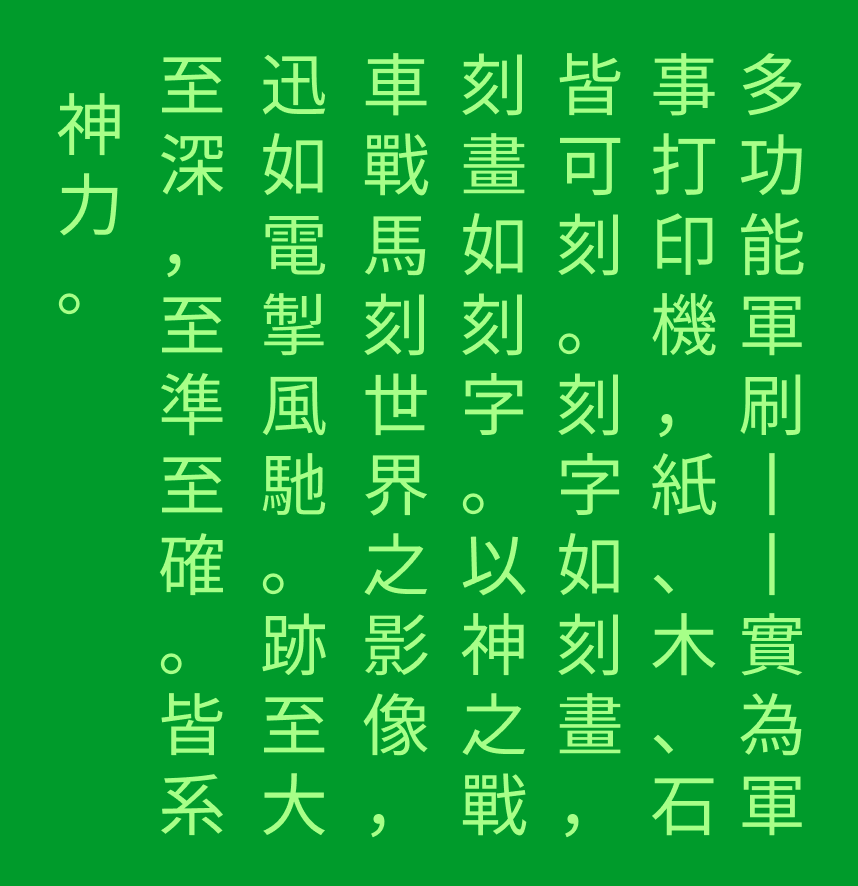 多功能軍刷｜｜實為軍
事打印機，紙、木、石
皆可刻。刻字如刻畫，
刻畫如刻字。以神之戰
車戰馬刻世界之影像，
迅如電掣風馳。跡至大
至深，至準至確。皆系
神力。